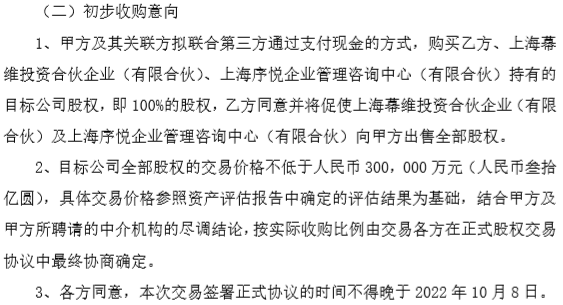 （二）初步收购意向
1、甲方及其关联方拟联合第三方通过支付现金的方式，购买乙方、上海幕
维投资合伙企业（有限合伙）、上海序悦企业管理咨询中心（有限合伙）持有的
目标公司股权，即 100%的股权，乙方同意并将促使上海幕维投资合伙企业（有限
合伙）及上海序悦企业管理咨询中心（有限合伙）向甲方出售全部股权。
2、目标公司全部股权的交易价格不低于人民币 300，000 万元（人民币叁拾
亿圆），具体交易价格参照资产评估报告中确定的评估结果为基础，结合甲方及
甲方所聘请的中介机构的尽调结论，按实际收购比例由交易各方在正式股权交易
协议中最终协商确定。
3、各方同意，本次交易签署正式协议的时间不得晚于 2022 年 10 月 8 日。